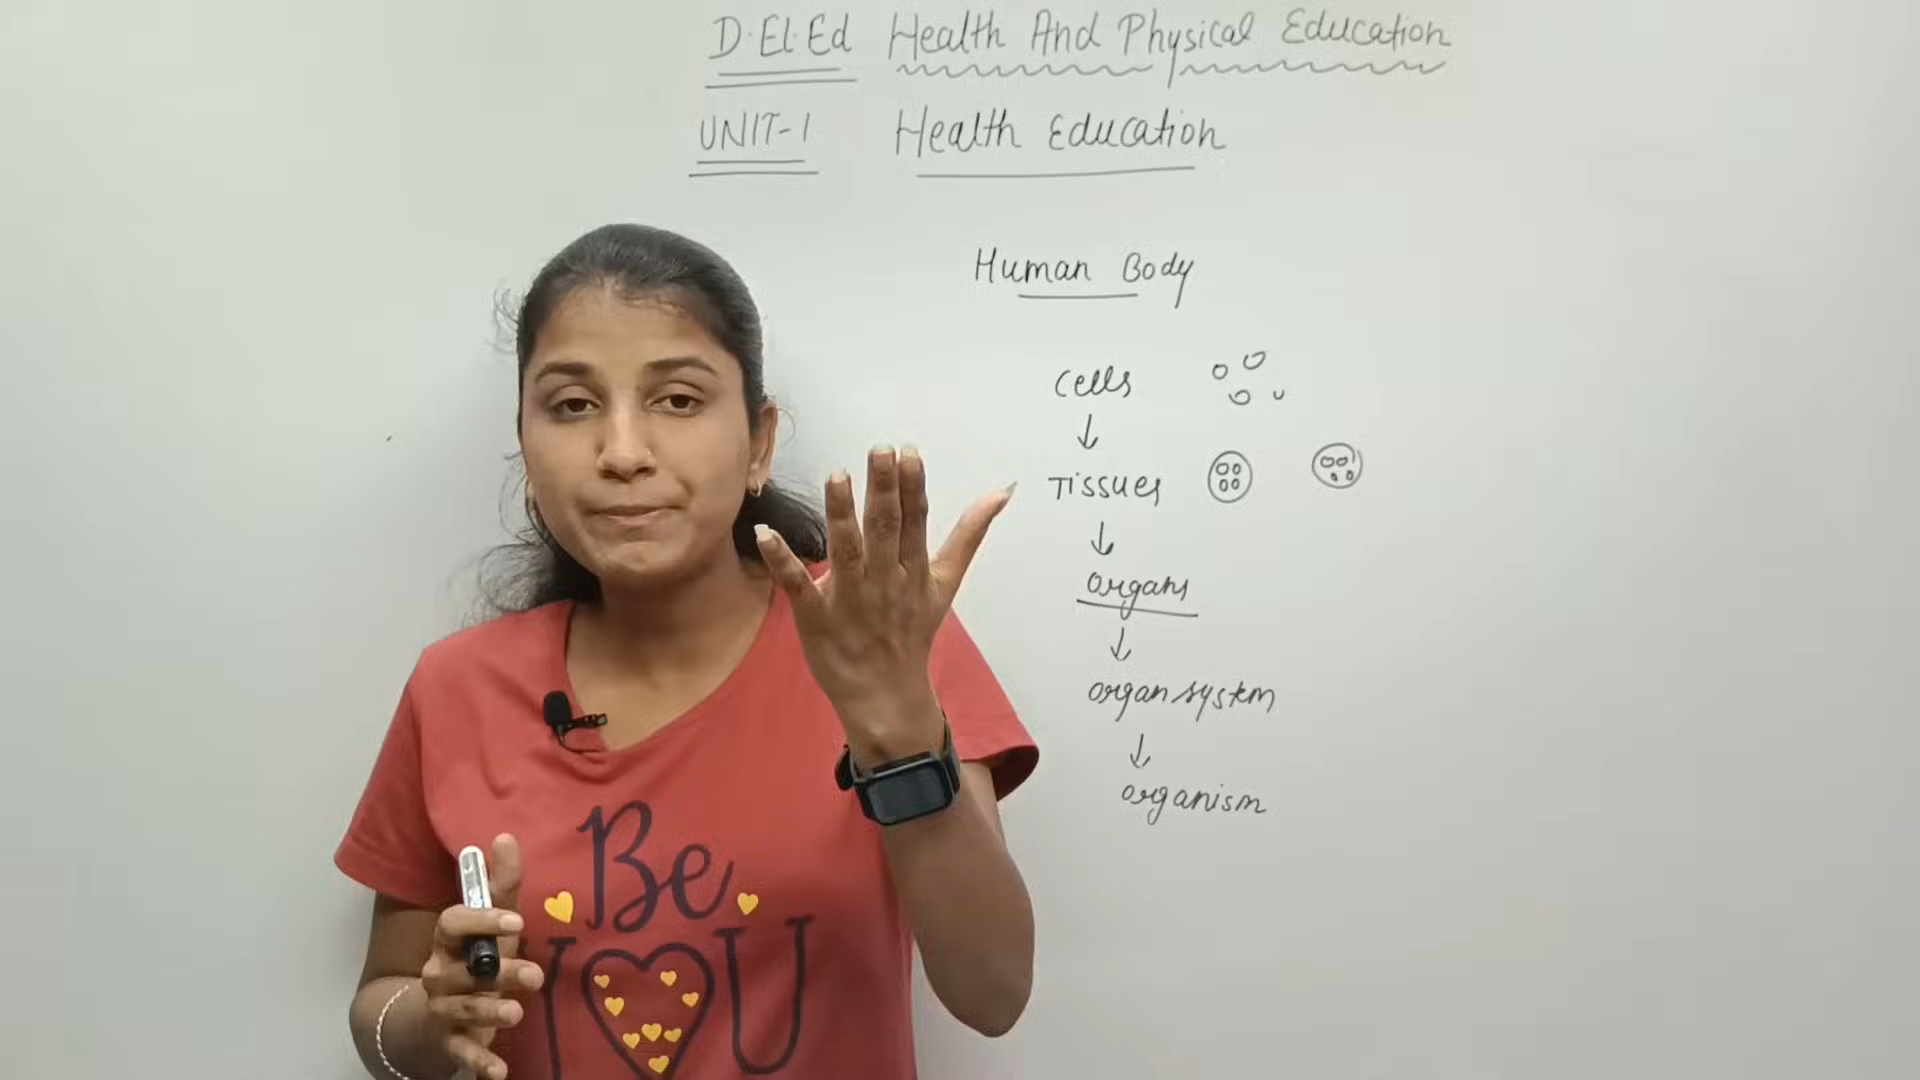 D.El.Ed Health And Physical Education
UNIT-1 Health Education
Human Body
Cells
↓
Tissues
↓
organs
↓
organ system
↓
organism
Be
YOU